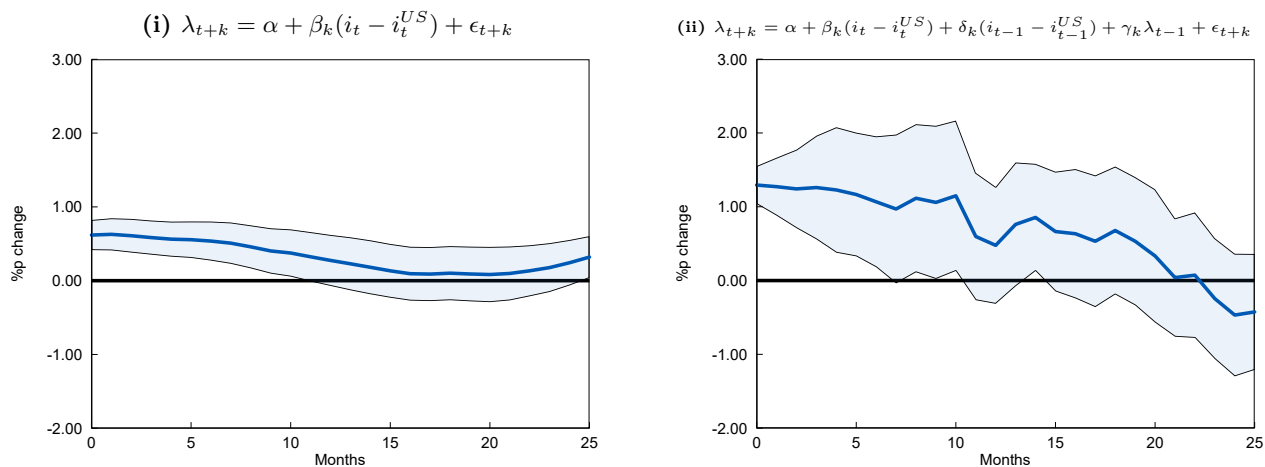 (i) λ_{t+k} = α + β_k(i_t − i_t^{US}) + ϵ_{t+k}
3.00
2.00
1.00
0.00
-1.00
-2.00
%p change
0 5 10 15 20 25
Months
(ii) λ_{t+k} = α + β_k(i_t − i_t^{US}) + δ_k(i_{t−1} − i_{t−1}^{US}) + γ_kλ_{t−1} + ϵ_{t+k}
3.00
2.00
1.00
0.00
-1.00
-2.00
%p change
0 5 10 15 20 25
Months